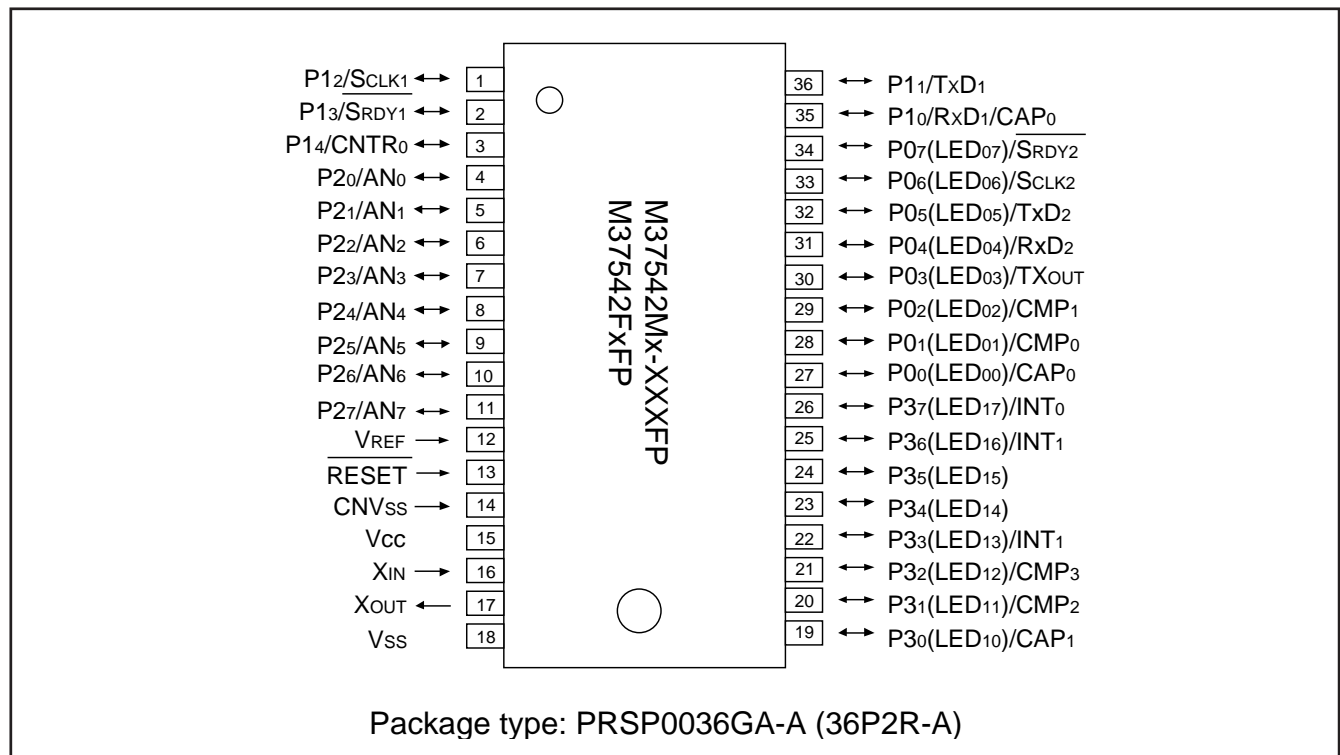 P12/SCLK1 1
P13/SRDY1 2
P14/CNTR0 3
P20/AN0 4
P21/AN1 5
P22/AN2 6
P23/AN3 7
P24/AN4 8
P25/AN5 9
P26/AN6 10
P27/AN7 11
VREF 12
RESET 13
CNVSS 14
Vcc 15
XIN 16
XOUT 17
VSS 18
M37542Mx-XXXFP
M37542FxFP
36 P11/TxD1
35 P10/RxD1/CAP0
34 P07(LED07)/SRDY2
33 P06(LED06)/SCLK2
32 P05(LED05)/TxD2
31 P04(LED04)/RxD2
30 P03(LED03)/TXOUT
29 P02(LED02)/CMP1
28 P01(LED01)/CMP0
27 P00(LED00)/CAP0
26 P37(LED17)/INT0
25 P36(LED16)/INT1
24 P35(LED15)
23 P34(LED14)
22 P33(LED13)/INT1
21 P32(LED12)/CMP3
20 P31(LED11)/CMP2
19 P30(LED10)/CAP1
Package type: PRSP0036GA-A (36P2R-A)